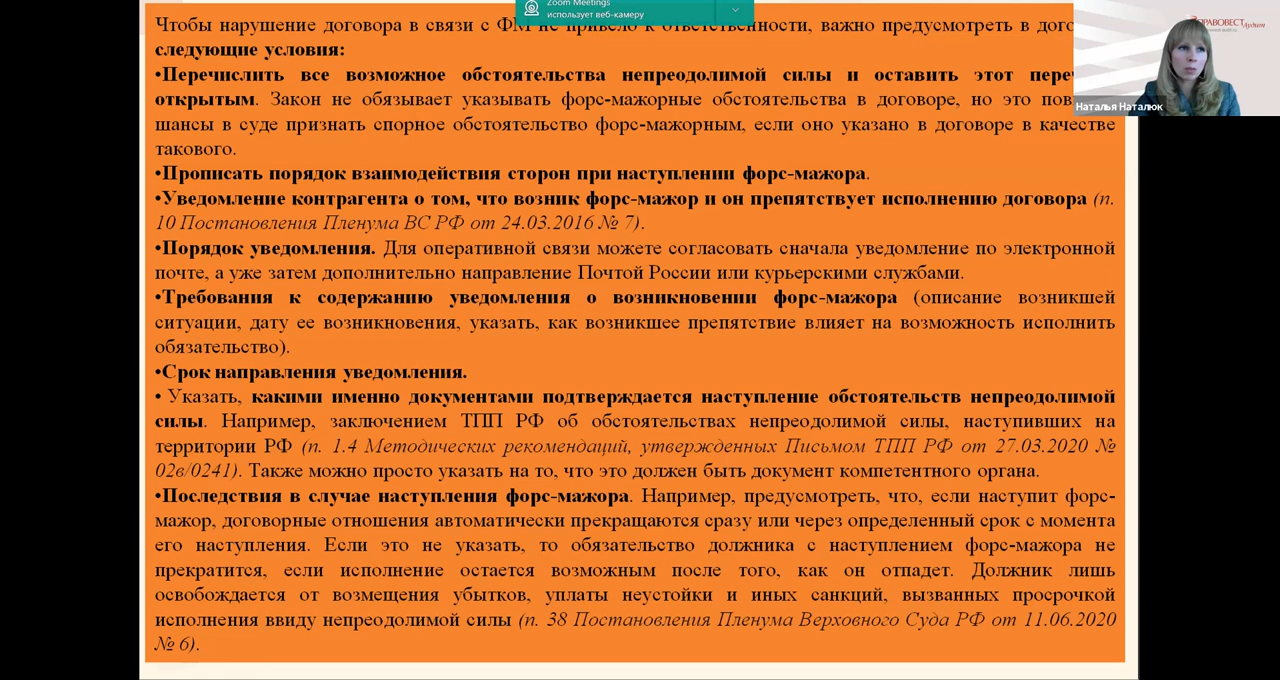 Zoom Meetings
использует веб-камеру
Чтобы нарушение договора в связи с ФМ не привело к ответственности, важно предусмотреть в
следующие условия:
•Перечислить все возможное обстоятельства непреодолимой силы и оставить этот
открытым. Закон не обязывает указывать форс-мажорные обстоятельства в договоре, но это
шансы в суде признать спорное обстоятельство форс-мажорным, если оно указано в договоре в качестве
такового.
•Прописать порядок взаимодействия сторон при наступлении форс-мажора.
•Уведомление контрагента о том, что возник форс-мажор и он препятствует исполнению договора (п.
10 Постановления Пленума ВС РФ от 24.03.2016 № 7).
•Порядок уведомления. Для оперативной связи можете согласовать сначала уведомление по электронной
почте, а уже затем дополнительно направление Почтой России или курьерскими службами.
•Требования к содержанию уведомления о возникновении форс-мажора (описание возникшей
ситуации, дату ее возникновения, указать, как возникшее препятствие влияет на возможность исполнить
обязательство).
•Срок направления уведомления.
• Указать, какими именно документами подтверждается наступление обстоятельств непреодолимой
силы. Например, заключением ТПП РФ об обстоятельствах непреодолимой силы, наступивших на
территории РФ (п. 1.4 Методических рекомендаций, утвержденных Письмом ТПП РФ от 27.03.2020 №
02в/0241). Также можно просто указать на то, что это должен быть документ компетентного органа.
•Последствия в случае наступления форс-мажора. Например, предусмотреть, что, если наступит форс-
мажор, договорные отношения автоматически прекращаются сразу или через определенный срок с момента
его наступления. Если это не указать, то обязательство должника с наступлением форс-мажора не
прекратится, если исполнение остается возможным после того, как он отпадет. Должник лишь
освобождается от возмещения убытков, уплаты неустойки и иных санкций, вызванных просрочкой
исполнения ввиду непреодолимой силы (п. 38 Постановления Пленума Верховного Суда РФ от 11.06.2020
№ 6).
Наталья Наталюк